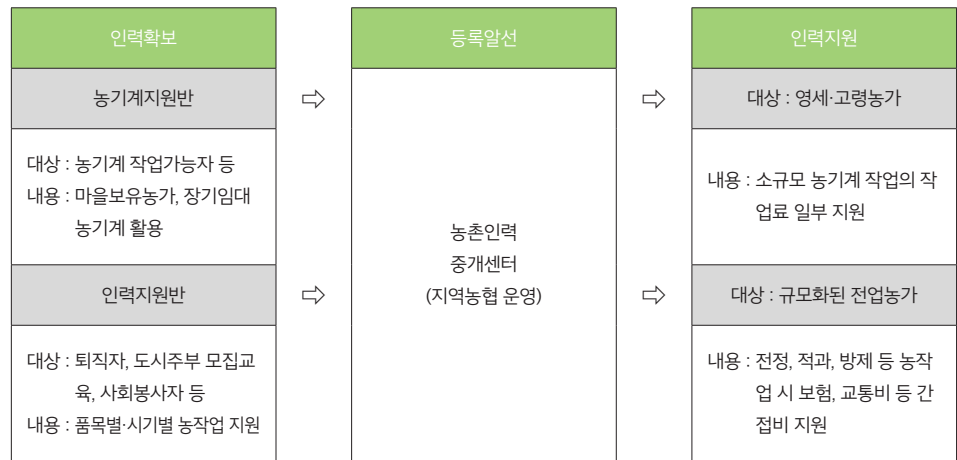 인력확보
등록알선
인력지원
농기계지원반
⇨
⇨
대상 : 영세·고령농가
대상 : 농기계 작업가능자 등
내용 : 마을보유농가, 장기임대
농기계 활용
농촌인력
중개센터
(지역농협 운영)
내용 : 소규모 농기계 작업의 작
업료 일부 지원
인력지원반
⇨
⇨
대상 : 규모화된 전업농가
대상 : 퇴직자, 도시주부 모집교
육, 사회봉사자 등
내용 : 품목별·시기별 농작업 지원
내용 : 전정, 적과, 방제 등 농작
업 시 보험, 교통비 등 간
접비 지원